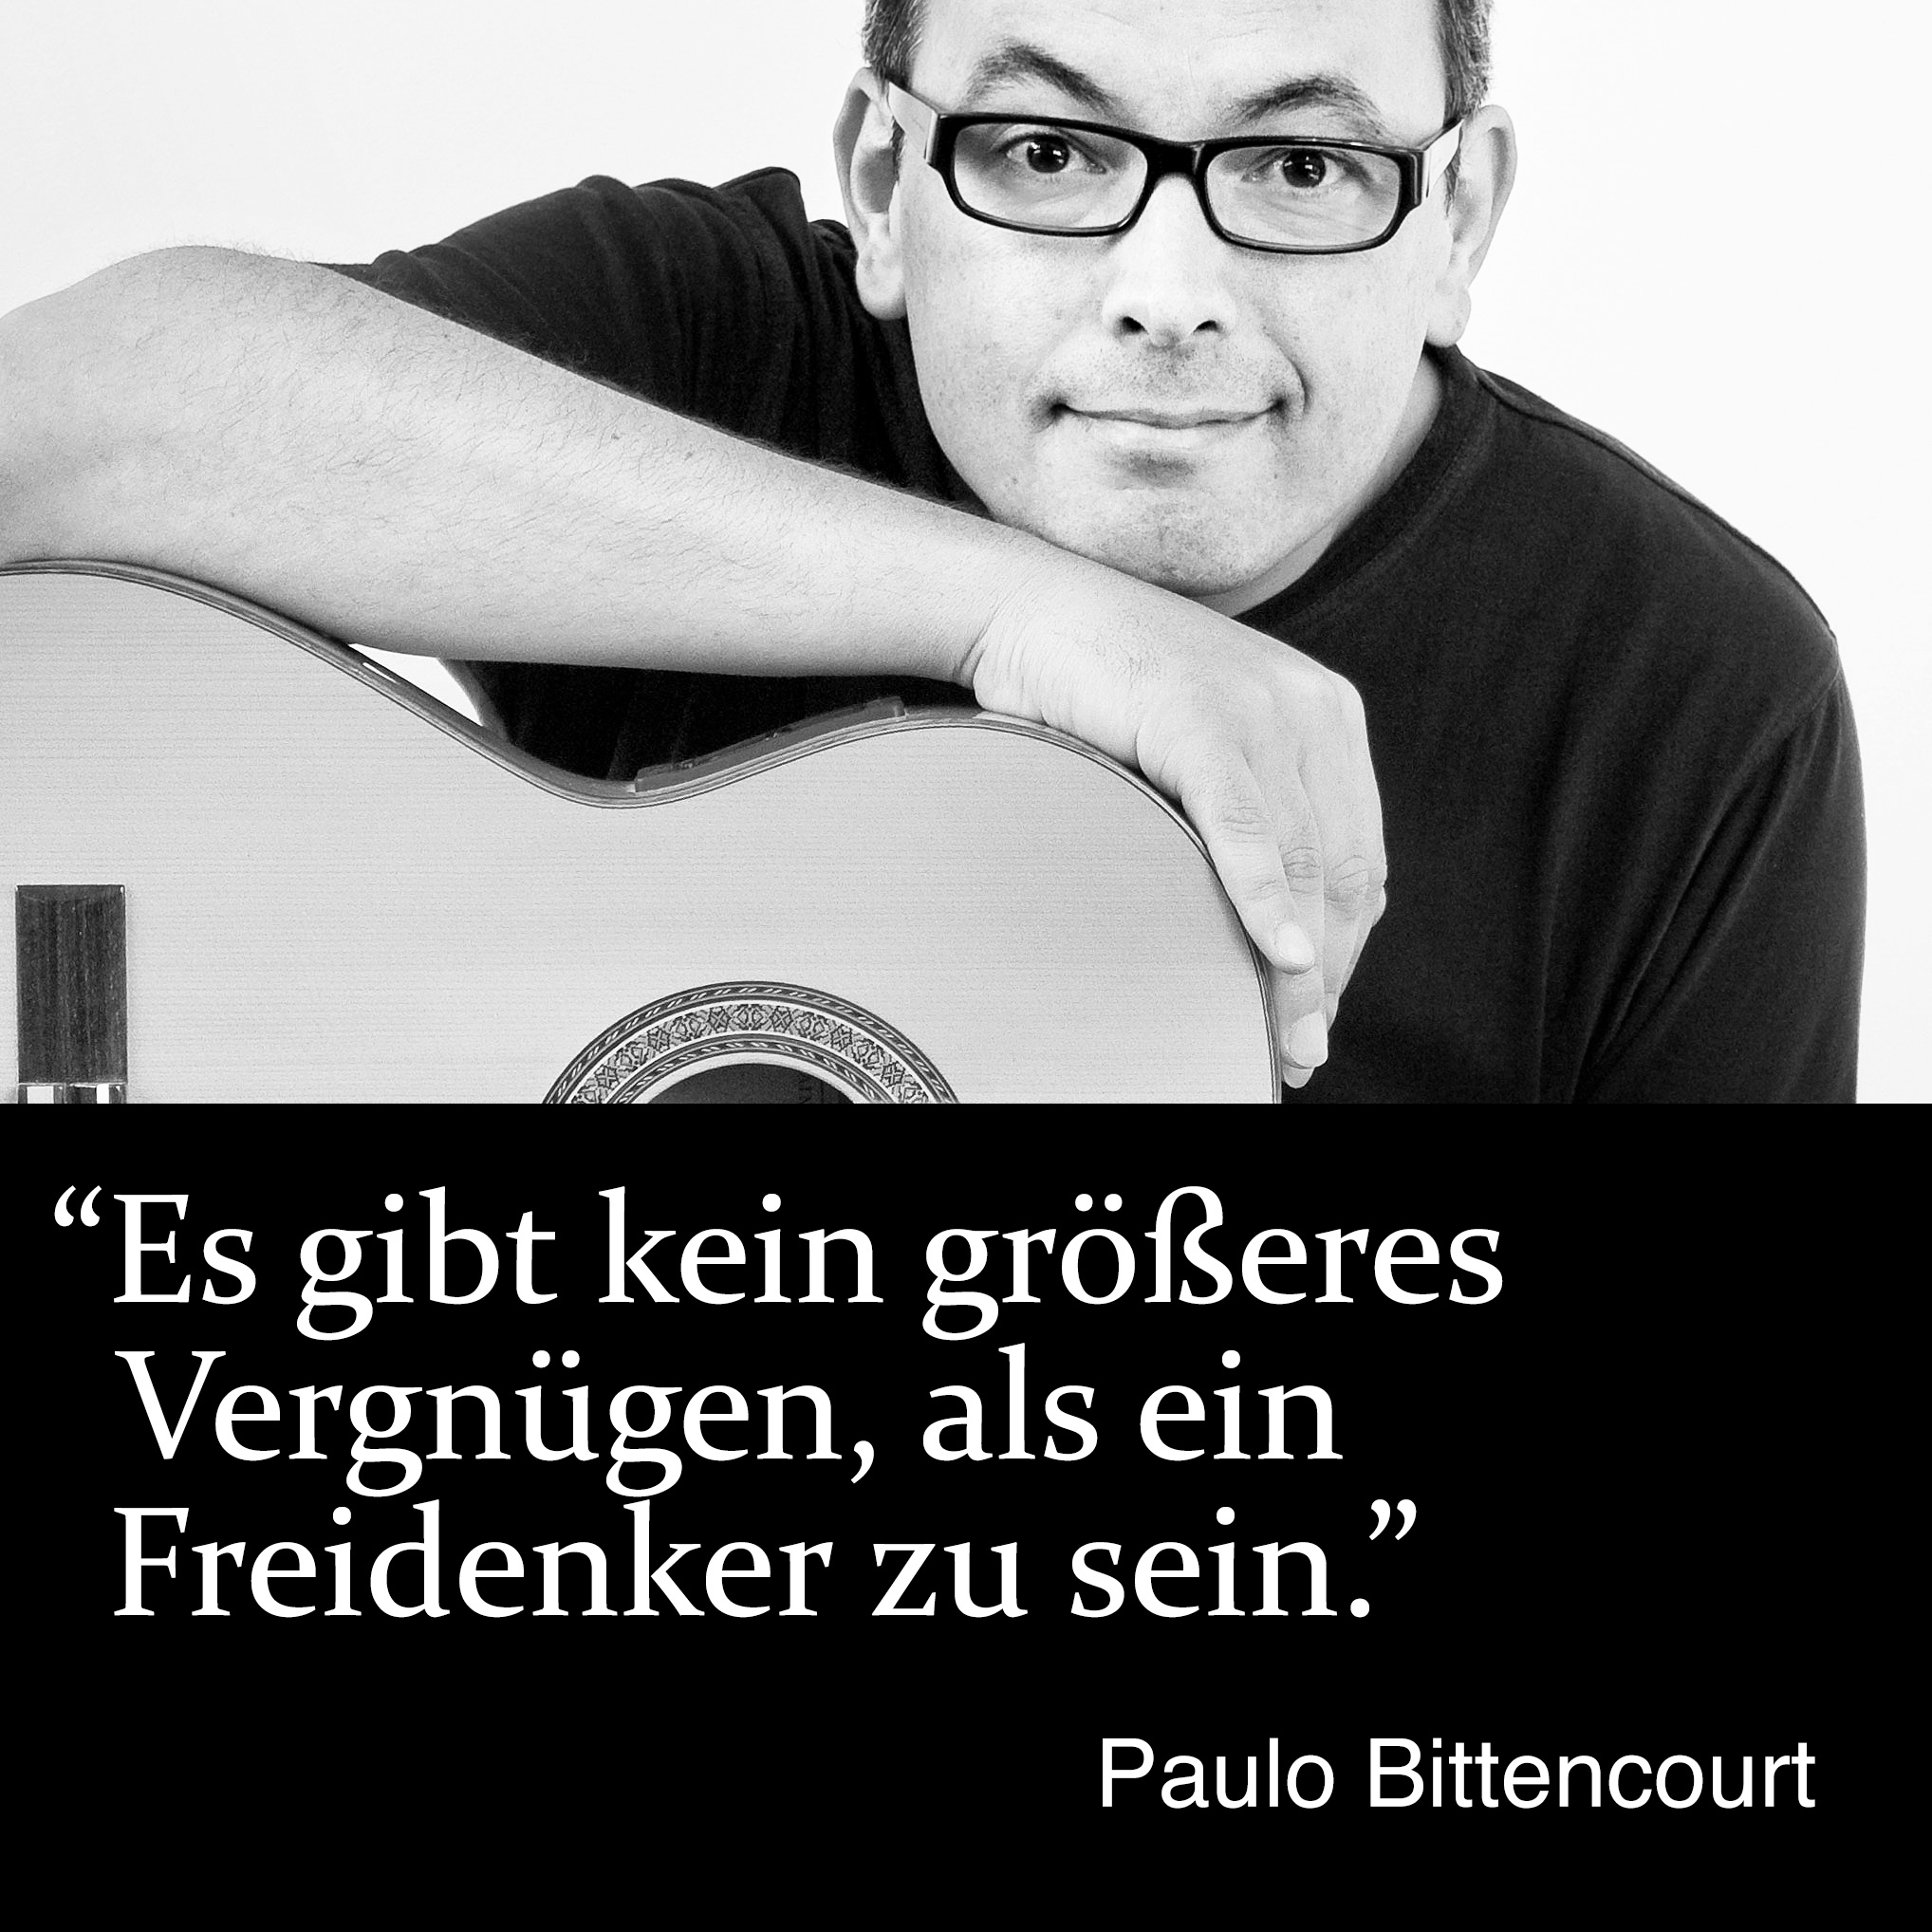 “Es gibt kein größeres
Vergnügen, als ein
Freidenker zu sein.”
Paulo Bittencourt